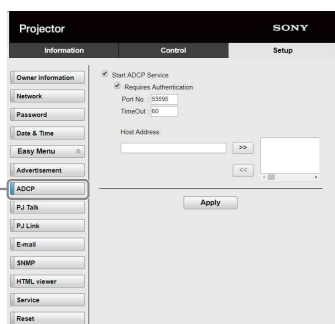 Projector
SONY
Information
Control
Setup
Owner information
Network
Password
Date & Time
Easy Menu
Advertisement
ADCP
PJ Talk
PJ Link
E-mail
SNMP
HTML viewer
Service
Reset
Start ADCP Service
Requires Authentication
Port No. : 53595
TimeOut : 60
Host Address
>>
<<
Apply